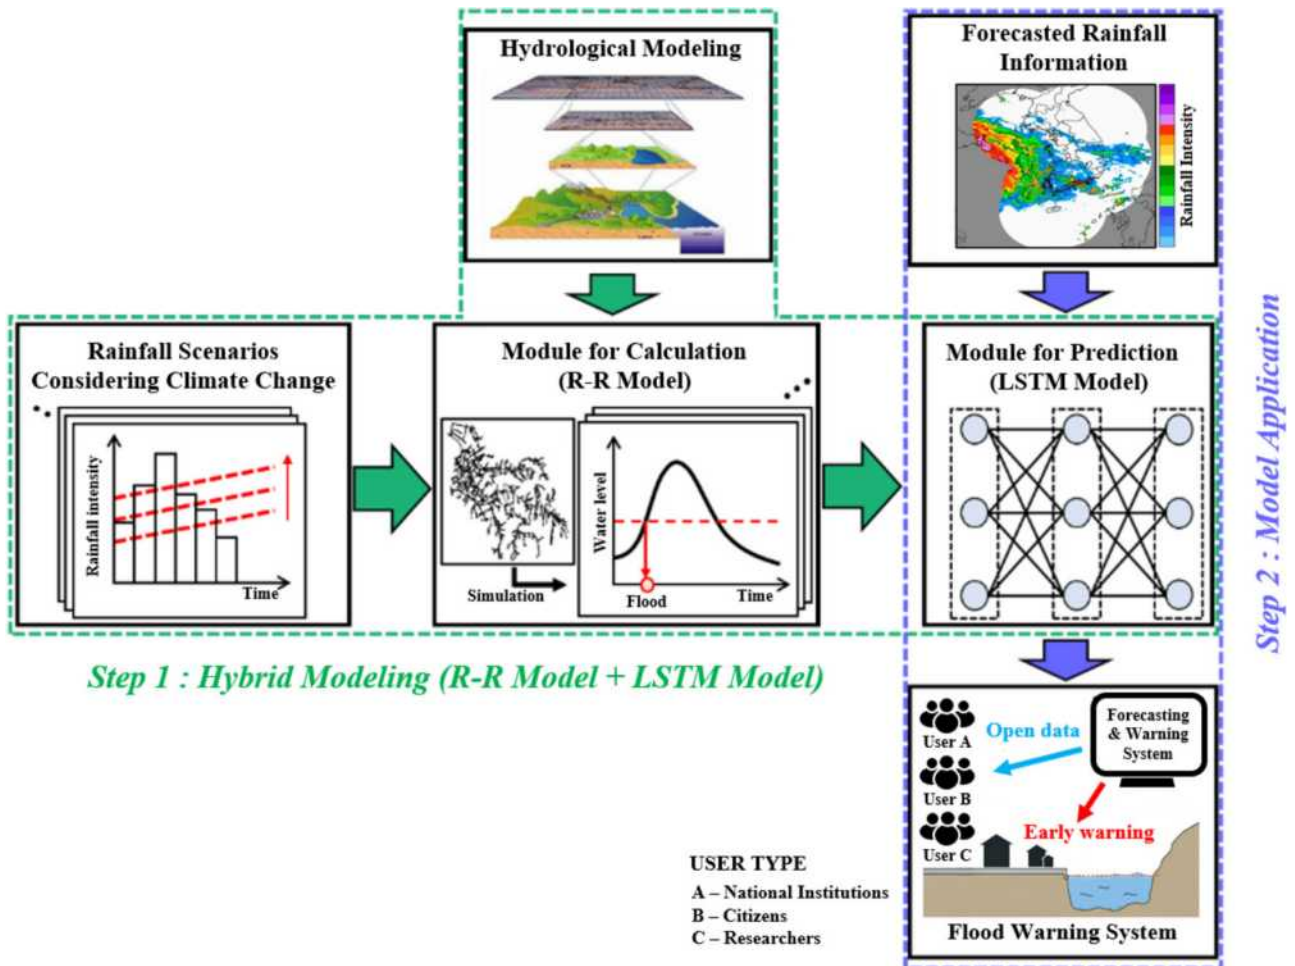 Hydrological Modeling
Forecasted Rainfall
Information
Rainfall Intensity
Rainfall Scenarios
Considering Climate Change
Rainfall intensity
Time
Module for Calculation
(R-R Model)
Simulation
Water level
Flood
Time
Module for Prediction
(LSTM Model)
Step 2 : Model Application
Step 1 : Hybrid Modeling (R-R Model + LSTM Model)
User A
User B
User C
Open data
Forecasting
& Warning
System
Early warning
Flood Warning System
USER TYPE
A – National Institutions
B – Citizens
C – Researchers